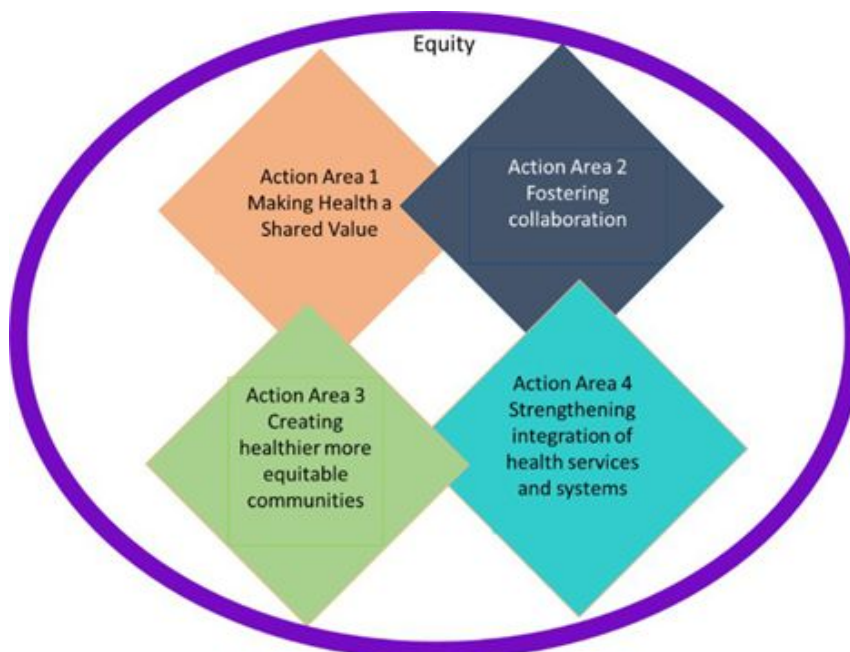 Equity
Action Area 1
Making Health a
Shared Value
Action Area 2
Fostering
collaboration
Action Area 3
Creating
healthier more
equitable
communities
Action Area 4
Strengthening
integration of
health services
and systems